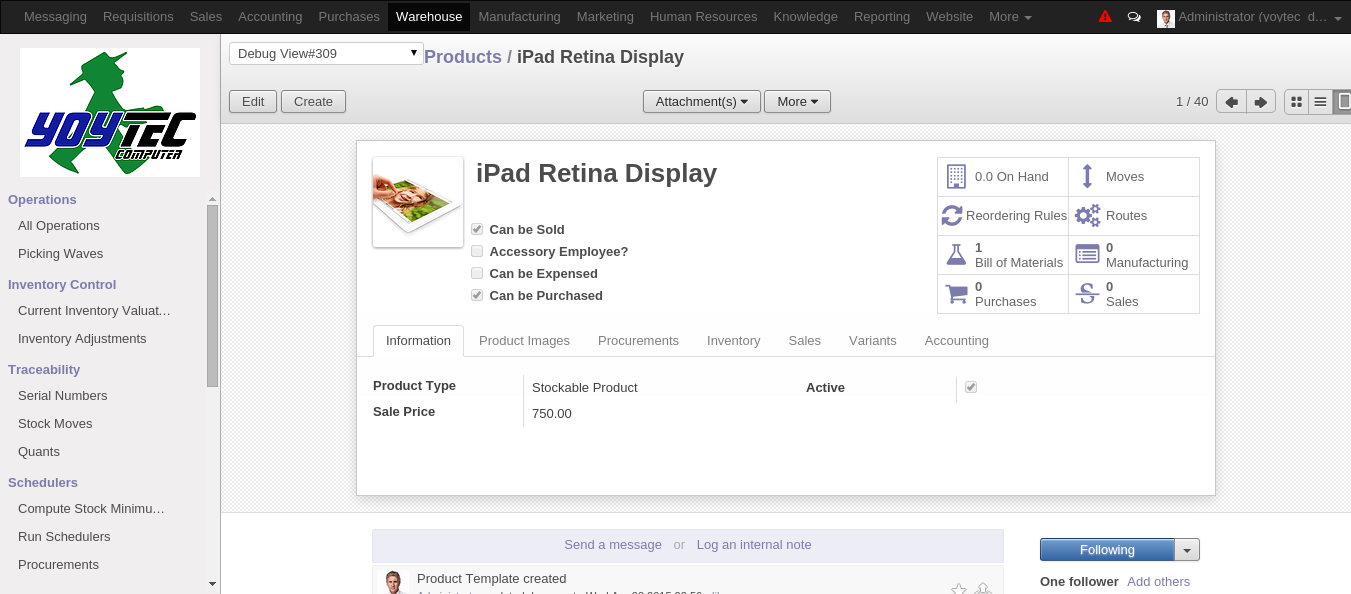 Messaging Requisitions Sales Accounting Purchases Warehouse Manufacturing Marketing Human Resources Knowledge Reporting Website More Administrator (yoytec_d...
YOYTEC
COMPUTER
Operations
All Operations
Picking Waves
Inventory Control
Current Inventory Valuat...
Inventory Adjustments
Traceability
Serial Numbers
Stock Moves
Quants
Schedulers
Compute Stock Minimu...
Run Schedulers
Procurements
Debug View#309 Products / iPad Retina Display
Edit Create Attachment(s) More 1 / 40
iPad Retina Display
Can be Sold
Accessory Employee?
Can be Expensed
Can be Purchased
0.0 On Hand Moves
Reordering Rules Routes
1 Bill of Materials 0 Manufacturing
0 Purchases 0 Sales
Information Product Images Procurements Inventory Sales Variants Accounting
Product Type Stockable Product Active
Sale Price 750.00
Send a message or Log an internal note
Following
Product Template created
One follower Add others